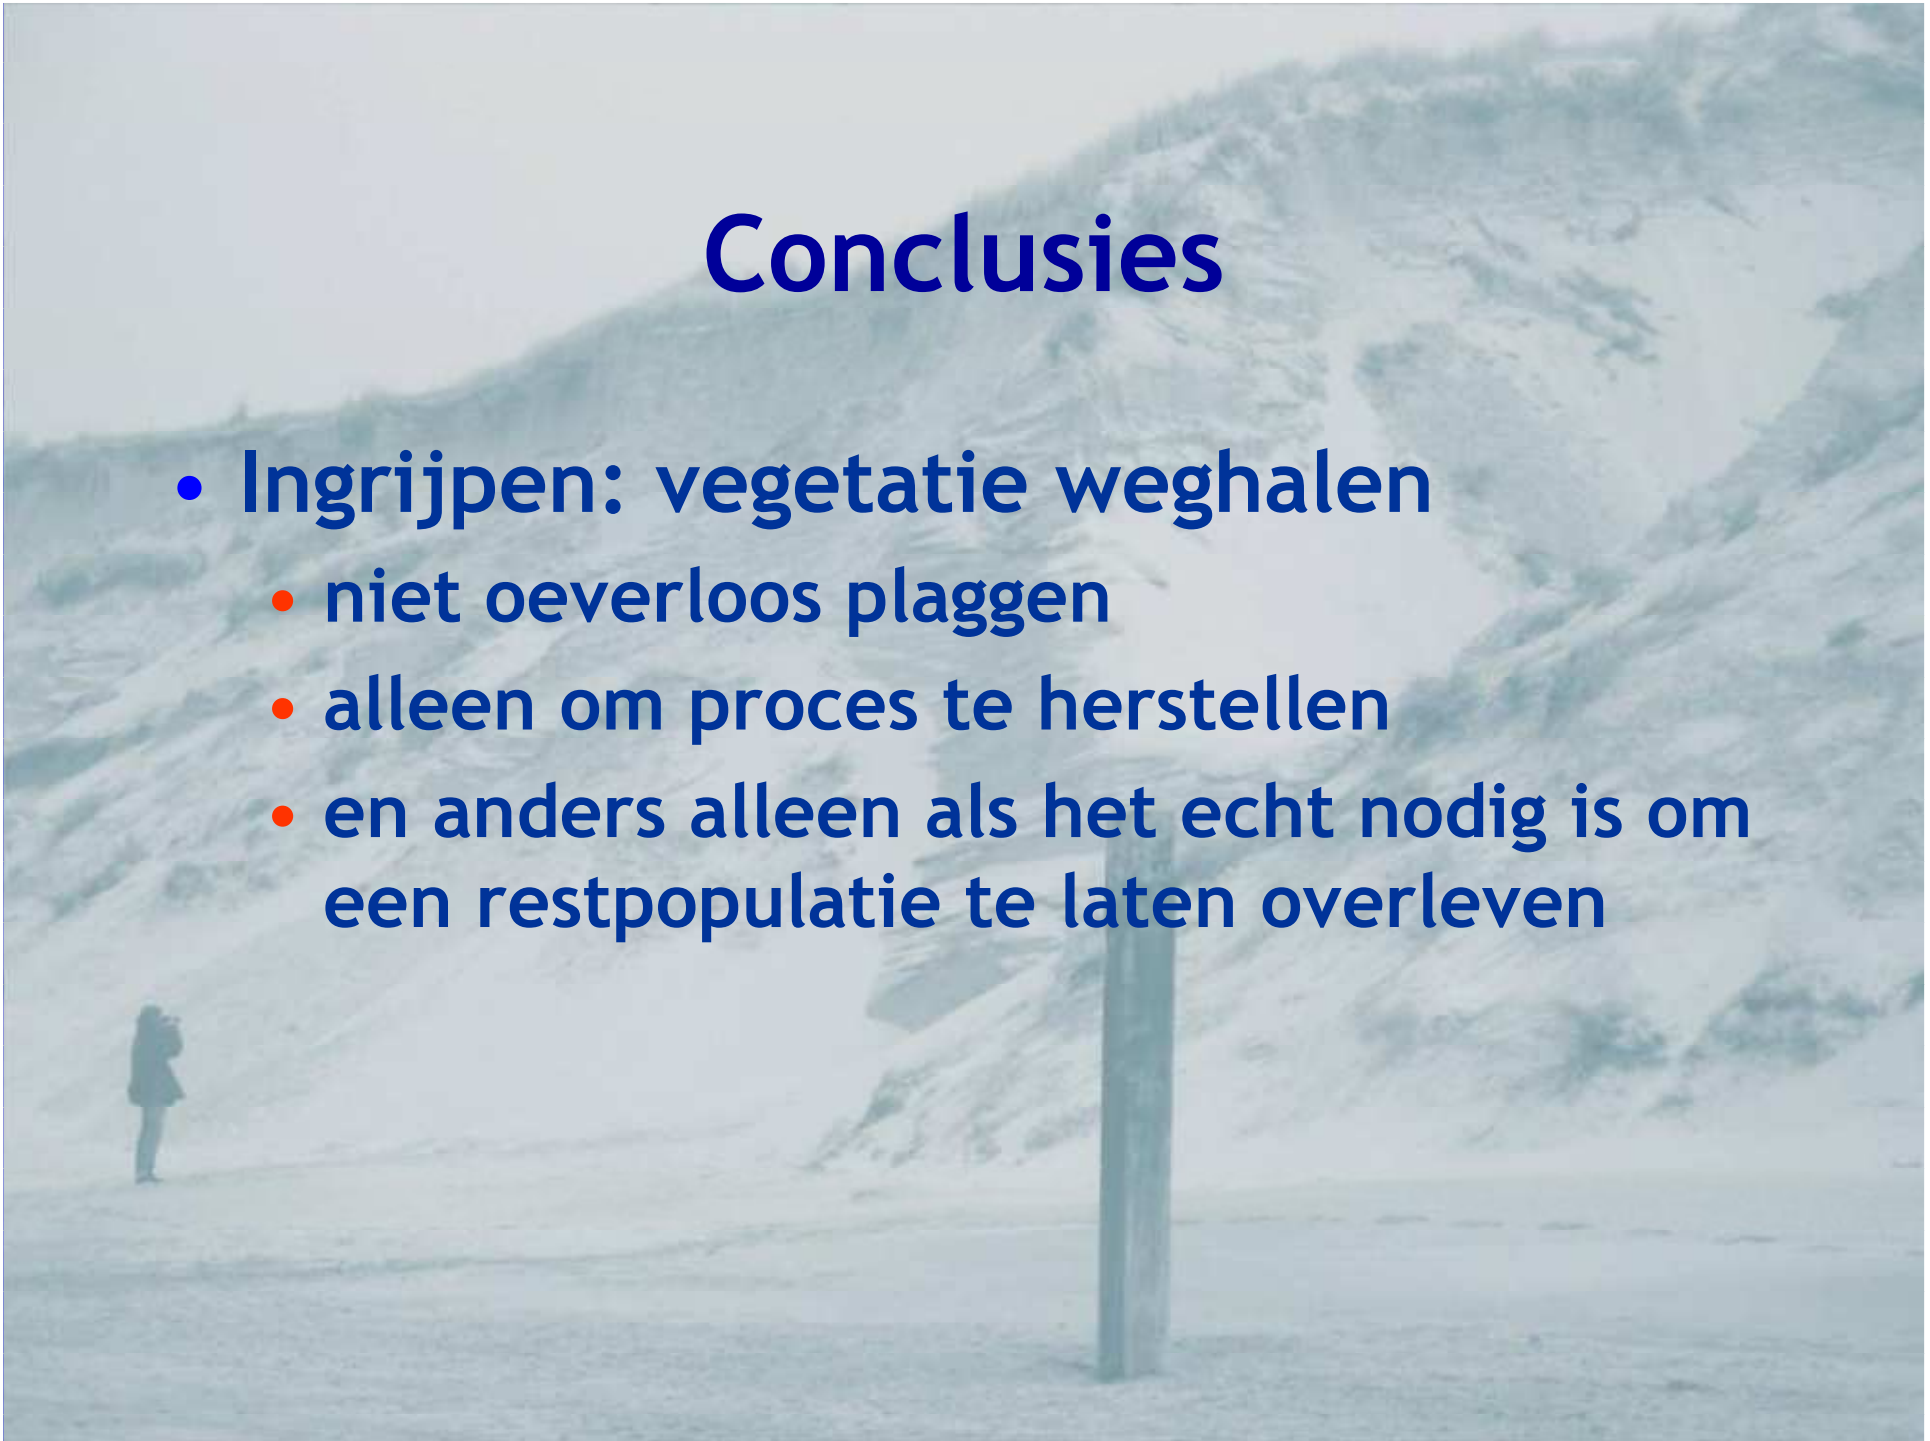 Conclusies
• Ingrijpen: vegetatie weghalen
• niet oeverloos plaggen
• alleen om proces te herstellen
• en anders alleen als het echt nodig is om
een restpopulatie te laten overleven